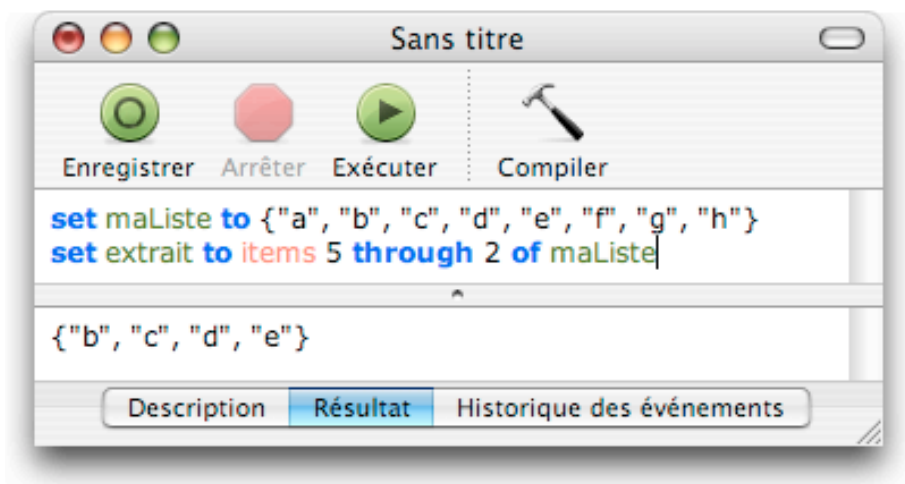 Sans titre
Enregistrer Arrêter Exécuter Compiler
set maListe to {"a", "b", "c", "d", "e", "f", "g", "h"}
set extrait to items 5 through 2 of maListe
{"b", "c", "d", "e"}
Description Résultat Historique des événements